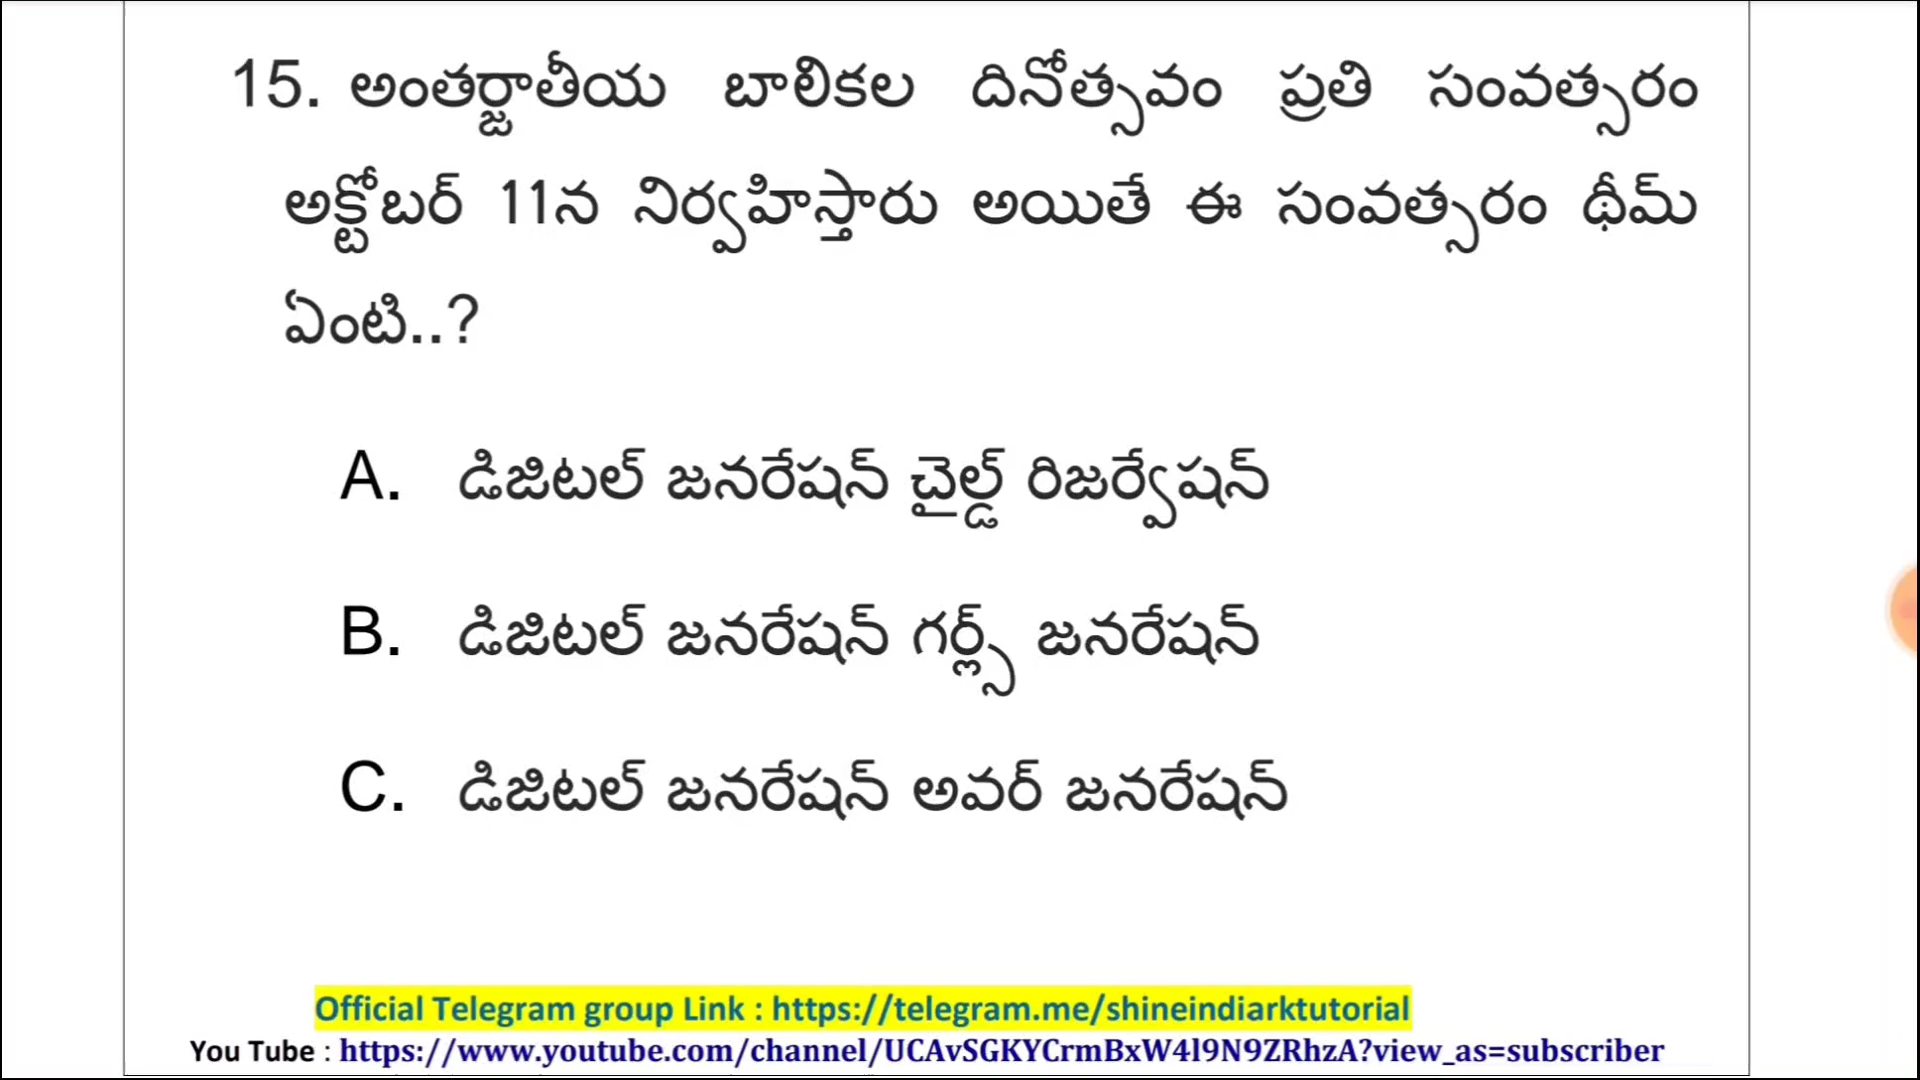 15. అంతర్జాతీయ బాలికల దినోత్సవం ప్రతి సంవత్సరం
అక్టోబర్ 11న నిర్వహిస్తారు అయితే ఈ సంవత్సరం థీమ్
ఏంటి..?
A. డిజిటల్ జనరేషన్ చైల్డ్ రిజర్వేషన్
B. డిజిటల్ జనరేషన్ గర్ల్స్ జనరేషన్
C. డిజిటల్ జనరేషన్ అవర్ జనరేషన్
Official Telegram group Link : https://telegram.me/shineindiarktutorial
You Tube : https://www.youtube.com/channel/UCAvSGKYCrmBxW4l9N9ZRhzA?view_as=subscriber